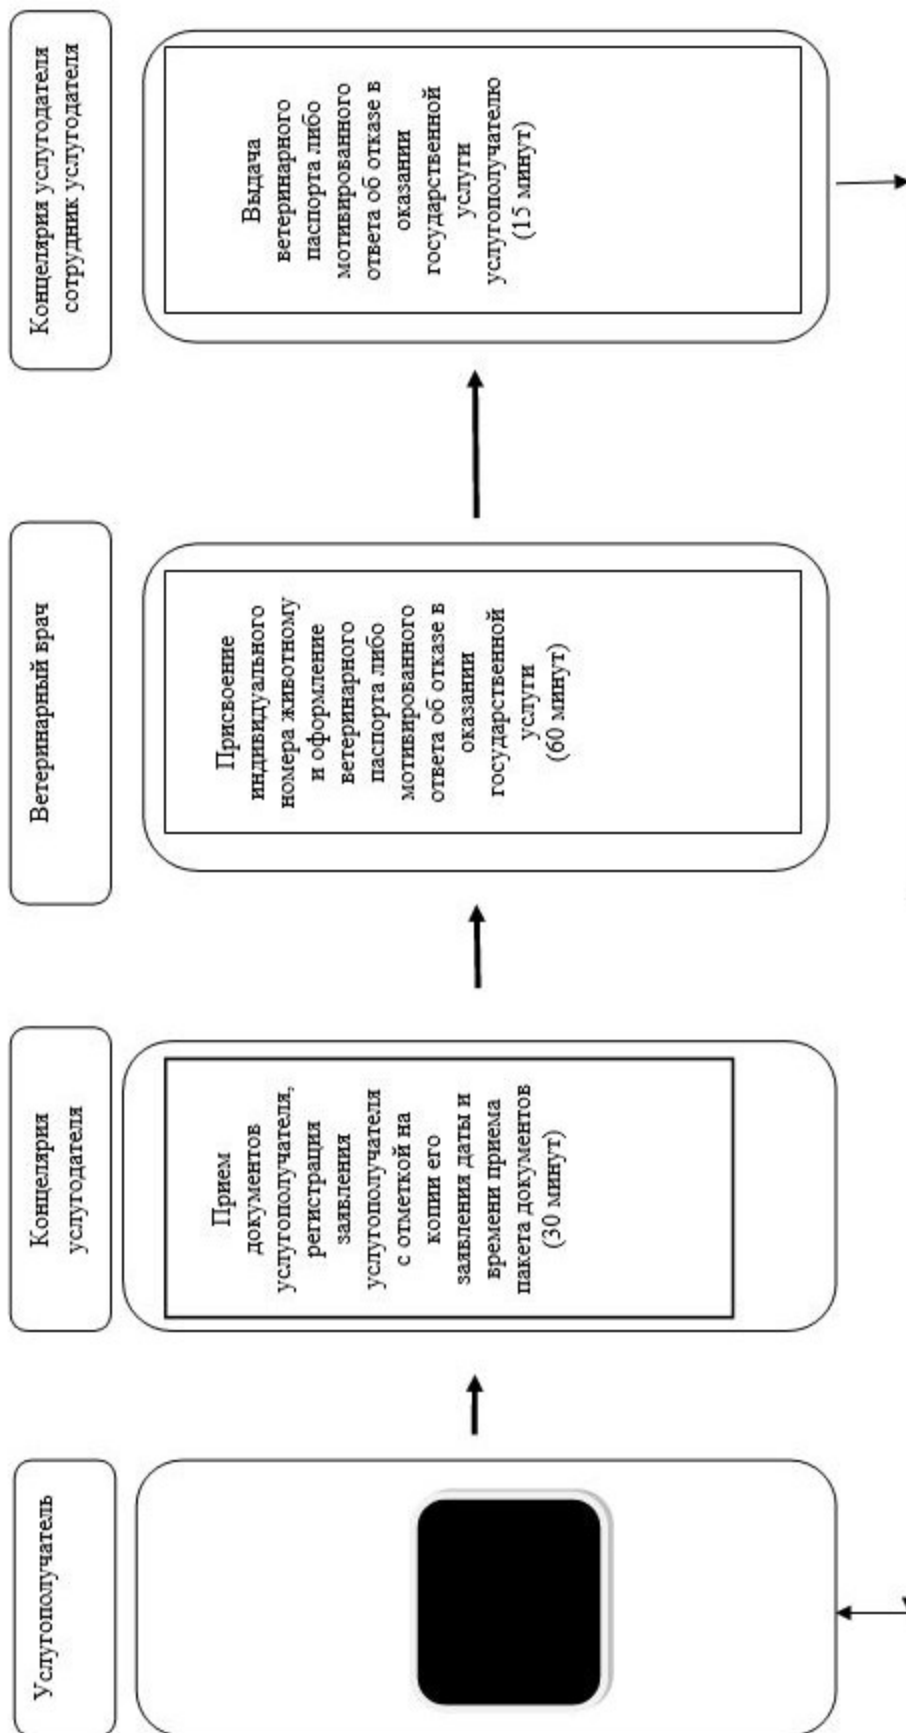 Услугополучатель
Концелярия
услугодателя
Прием
документов
услугополучателя,
регистрация
заявления
услугополучателя
с отметкой на
копии его
заявления даты и
времени приема
пакета документов
(30 минут)
Ветеринарный врач
Присвоение
индивидуального
номера животному
и оформление
ветеринарного
паспорта либо
мотивированного
ответа об отказе в
оказании
государственной
услуги
(60 минут)
Концелярия услугодателя
сотрудник услугодателя
Выдача
ветеринарного
паспорта либо
мотивированного
ответа об отказе в
оказании
государственной
услуги
услугополучателю
(15 минут)